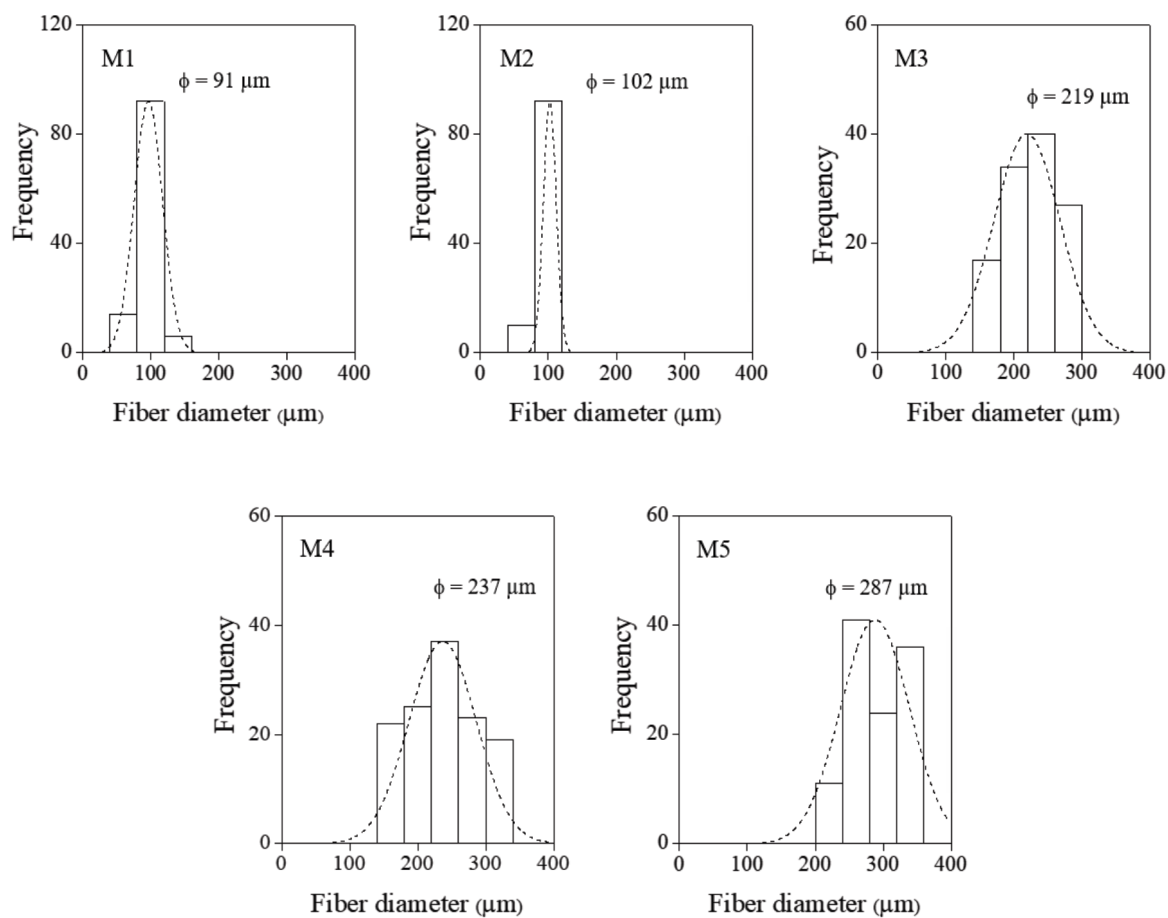 M1
ϕ = 91 μm
Frequency
120
80
40
0
0 100 200 300 400
Fiber diameter (μm)
M2
ϕ = 102 μm
Frequency
120
80
40
0
0 100 200 300 400
Fiber diameter (μm)
M3
ϕ = 219 μm
Frequency
60
40
20
0
0 100 200 300 400
Fiber diameter (μm)
M4
ϕ = 237 μm
Frequency
60
40
20
0
0 100 200 300 400
Fiber diameter (μm)
M5
ϕ = 287 μm
Frequency
60
40
20
0
0 100 200 300 400
Fiber diameter (μm)